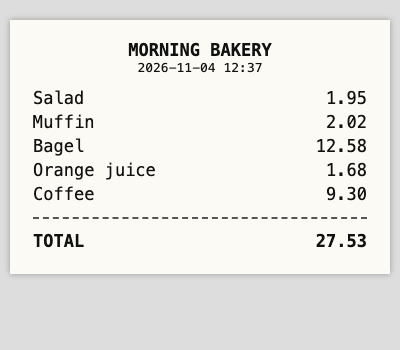 MORNING BAKERY
2026-11-04 12:37
Salad 1.95
Muffin 2.02
Bagel 12.58
Orange juice 1.68
Coffee 9.30
TOTAL 27.53